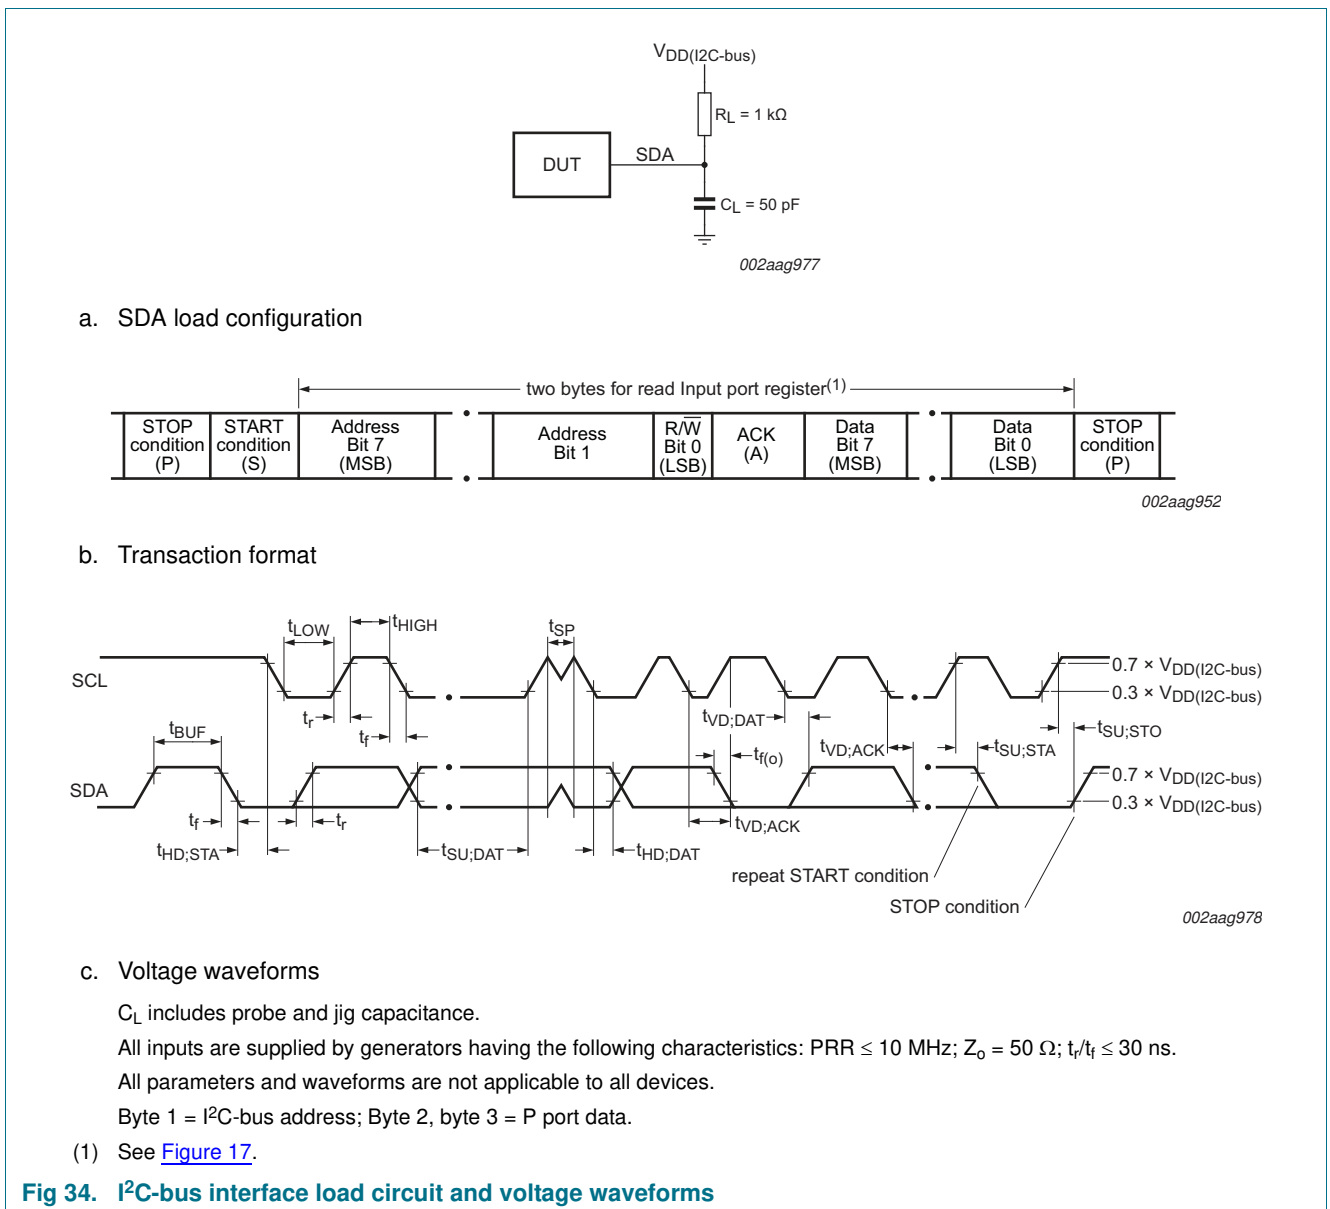 VDD(I2C-bus)
RL = 1 kΩ
DUT
SDA
CL = 50 pF
002aag977
a. SDA load configuration
two bytes for read Input port register(1)
STOP condition (P)
START condition (S)
Address Bit 7 (MSB)
Address Bit 1
R/W̅ Bit 0 (LSB)
ACK (A)
Data Bit 7 (MSB)
Data Bit 0 (LSB)
STOP condition (P)
002aag952
b. Transaction format
tLOW
tHIGH
tSP
SCL
0.7 × VDD(I2C-bus)
0.3 × VDD(I2C-bus)
tr
tf
tBUF
tVD;DAT
tf(o)
tVD;ACK
tSU;STA
tSU;STO
SDA
0.7 × VDD(I2C-bus)
0.3 × VDD(I2C-bus)
tf
tr
tHD;STA
tSU;DAT
tHD;DAT
tVD;ACK
repeat START condition
STOP condition
002aag978
c. Voltage waveforms
CL includes probe and jig capacitance.
All inputs are supplied by generators having the following characteristics: PRR ≤ 10 MHz; Zo = 50 Ω; tr/tf ≤ 30 ns.
All parameters and waveforms are not applicable to all devices.
Byte 1 = I²C-bus address; Byte 2, byte 3 = P port data.
(1) See Figure 17.
Fig 34. I²C-bus interface load circuit and voltage waveforms